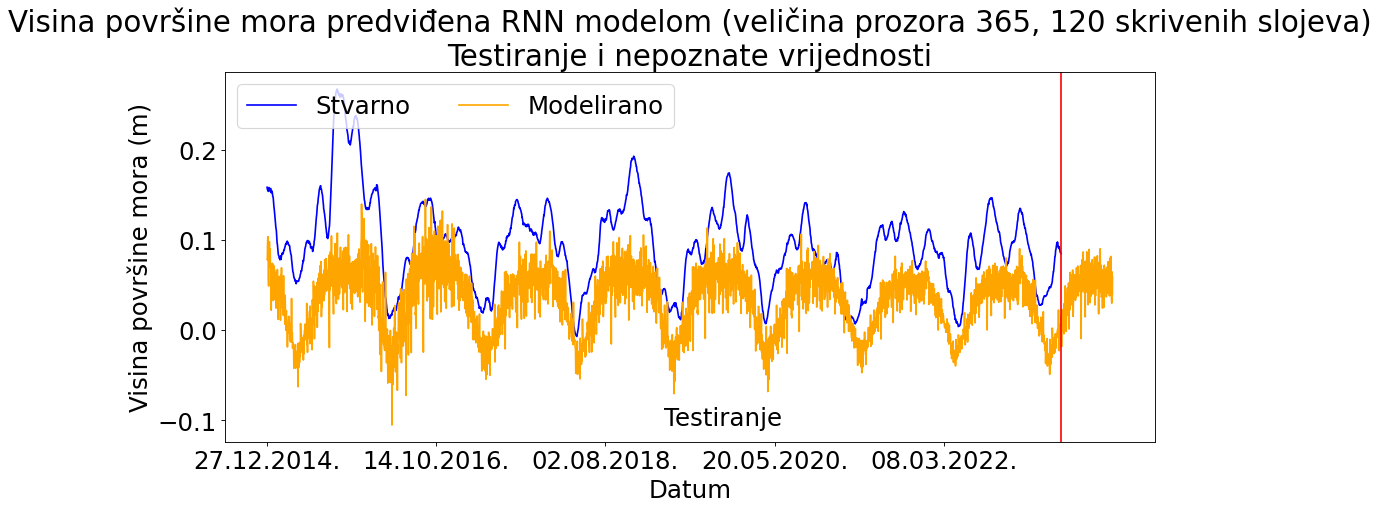 Visina površine mora predviđena RNN modelom (veličina prozora 365, 120 skrivenih slojeva)
Testiranje i nepoznate vrijednosti
Stvarno Modelirano
Visina površine mora (m)
0.2
0.1
0.0
−0.1
Testiranje
27.12.2014. 14.10.2016. 02.08.2018. 20.05.2020. 08.03.2022.
Datum